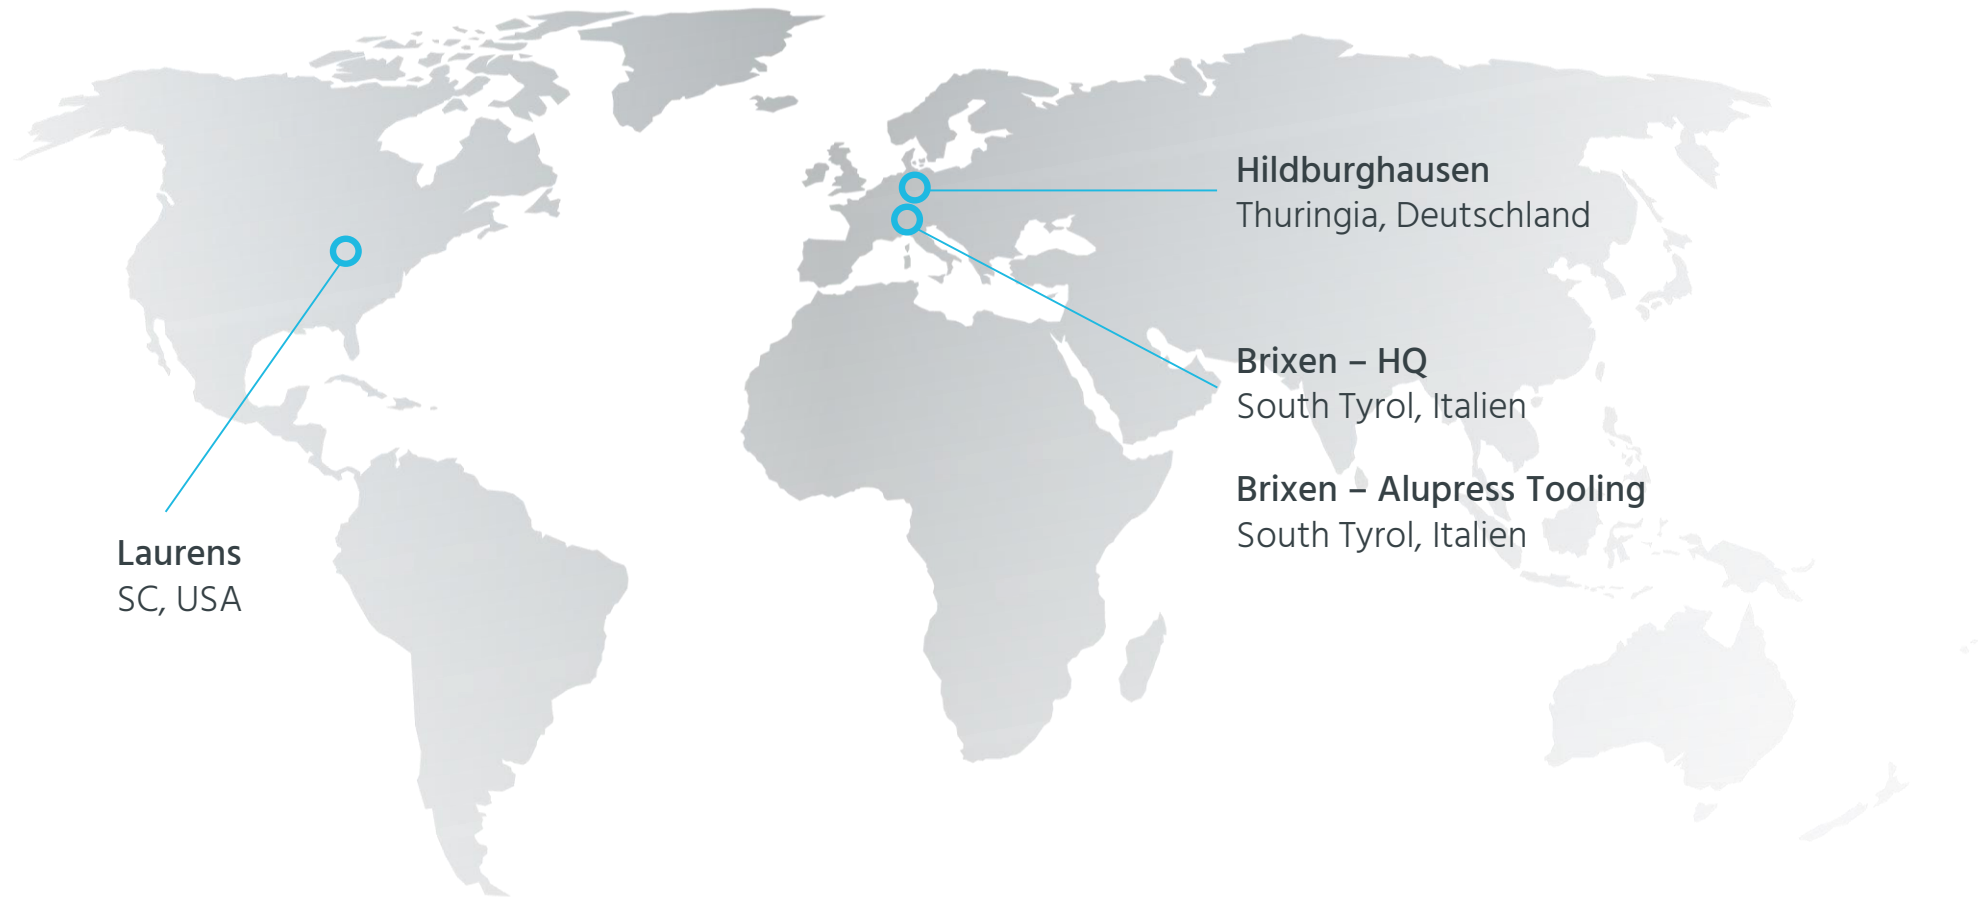 Hildburghausen
Thuringia, Deutschland
Brixen – HQ
South Tyrol, Italien
Brixen – Alupress Tooling
South Tyrol, Italien
Laurens
SC, USA